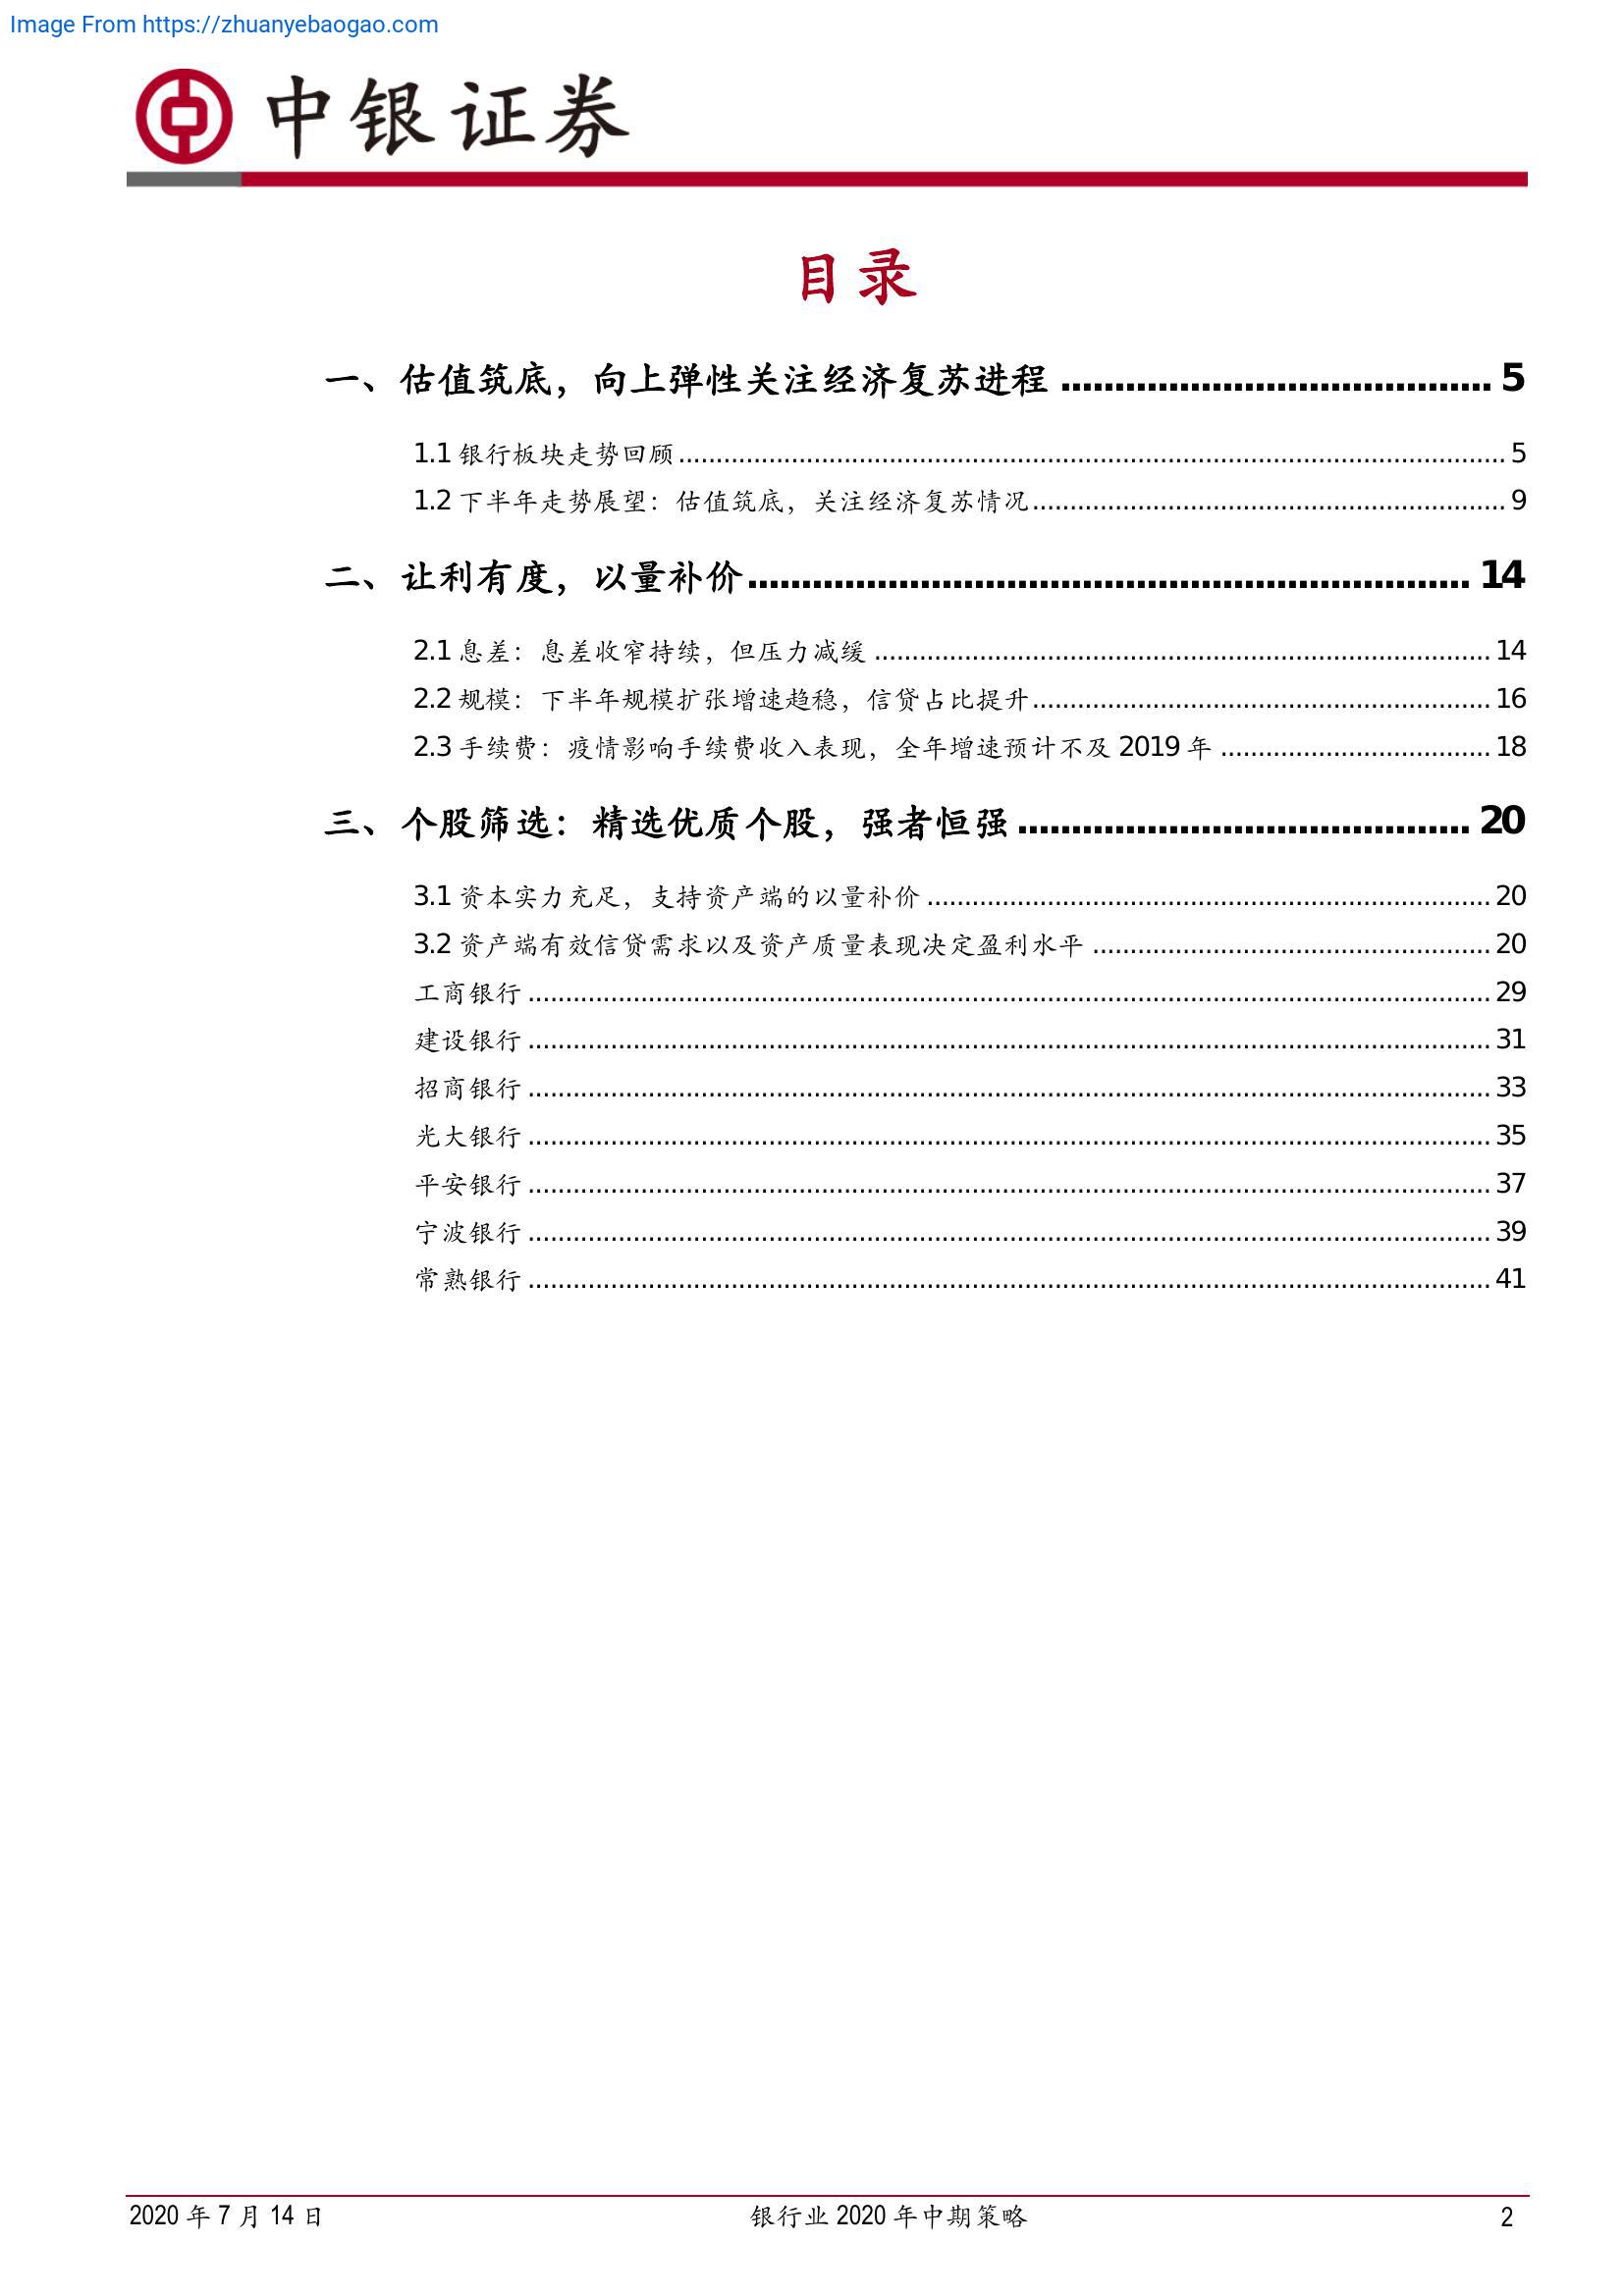 Image From https://zhuanyebaogao.com
中银证券
目录
一、估值筑底，向上弹性关注经济复苏进程 ........................................ 5
1.1 银行板块走势回顾 ........................................ 5
1.2 下半年走势展望：估值筑底，关注经济复苏情况 ........................................ 9
二、让利有度，以量补价 ........................................ 14
2.1 息差：息差收窄持续，但压力减缓 ........................................ 14
2.2 规模：下半年规模扩张增速趋稳，信贷占比提升 ........................................ 16
2.3 手续费：疫情影响手续费收入表现，全年增速预计不及 2019 年 ........................................ 18
三、个股筛选：精选优质个股，强者恒强 ........................................ 20
3.1 资本实力充足，支持资产端的以量补价 ........................................ 20
3.2 资产端有效信贷需求以及资产质量表现决定盈利水平 ........................................ 20
工商银行 ........................................ 29
建设银行 ........................................ 31
招商银行 ........................................ 33
光大银行 ........................................ 35
平安银行 ........................................ 37
宁波银行 ........................................ 39
常熟银行 ........................................ 41
2020 年 7 月 14 日 银行业 2020 年中期策略 2